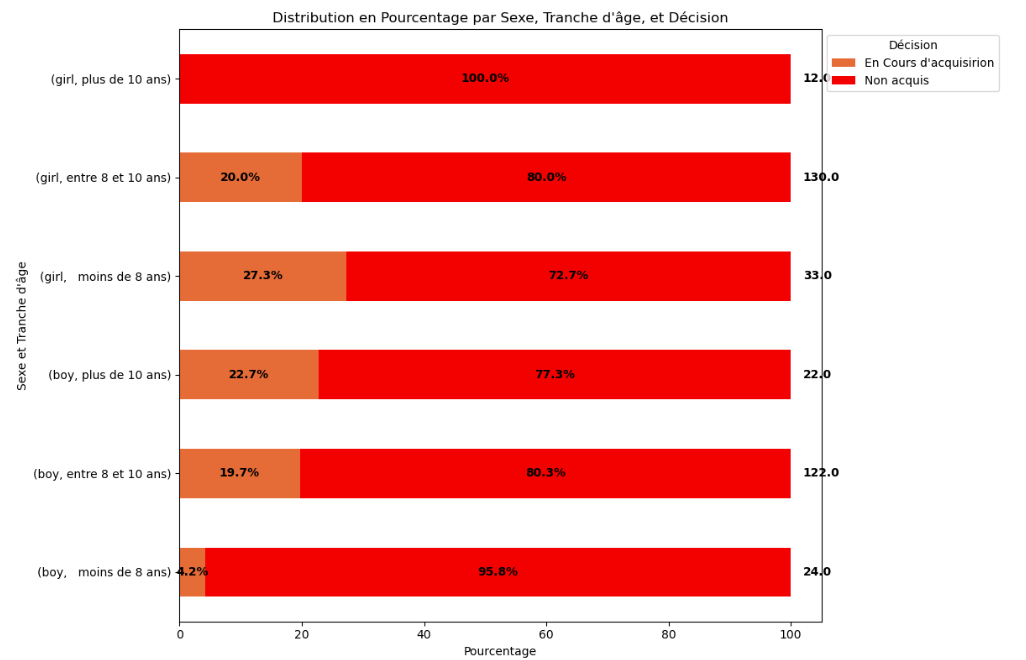 Distribution en Pourcentage par Sexe, Tranche d'âge, et Décision
Décision
En Cours d'acquisirion
Non acquis
(girl, plus de 10 ans)
100.0%
12.0
(girl, entre 8 et 10 ans)
20.0%
80.0%
130.0
(girl,   moins de 8 ans)
27.3%
72.7%
33.0
(boy, plus de 10 ans)
22.7%
77.3%
22.0
(boy, entre 8 et 10 ans)
19.7%
80.3%
122.0
(boy,   moins de 8 ans)
4.2%
95.8%
24.0
Sexe et Tranche d'âge
0 20 40 60 80 100
Pourcentage